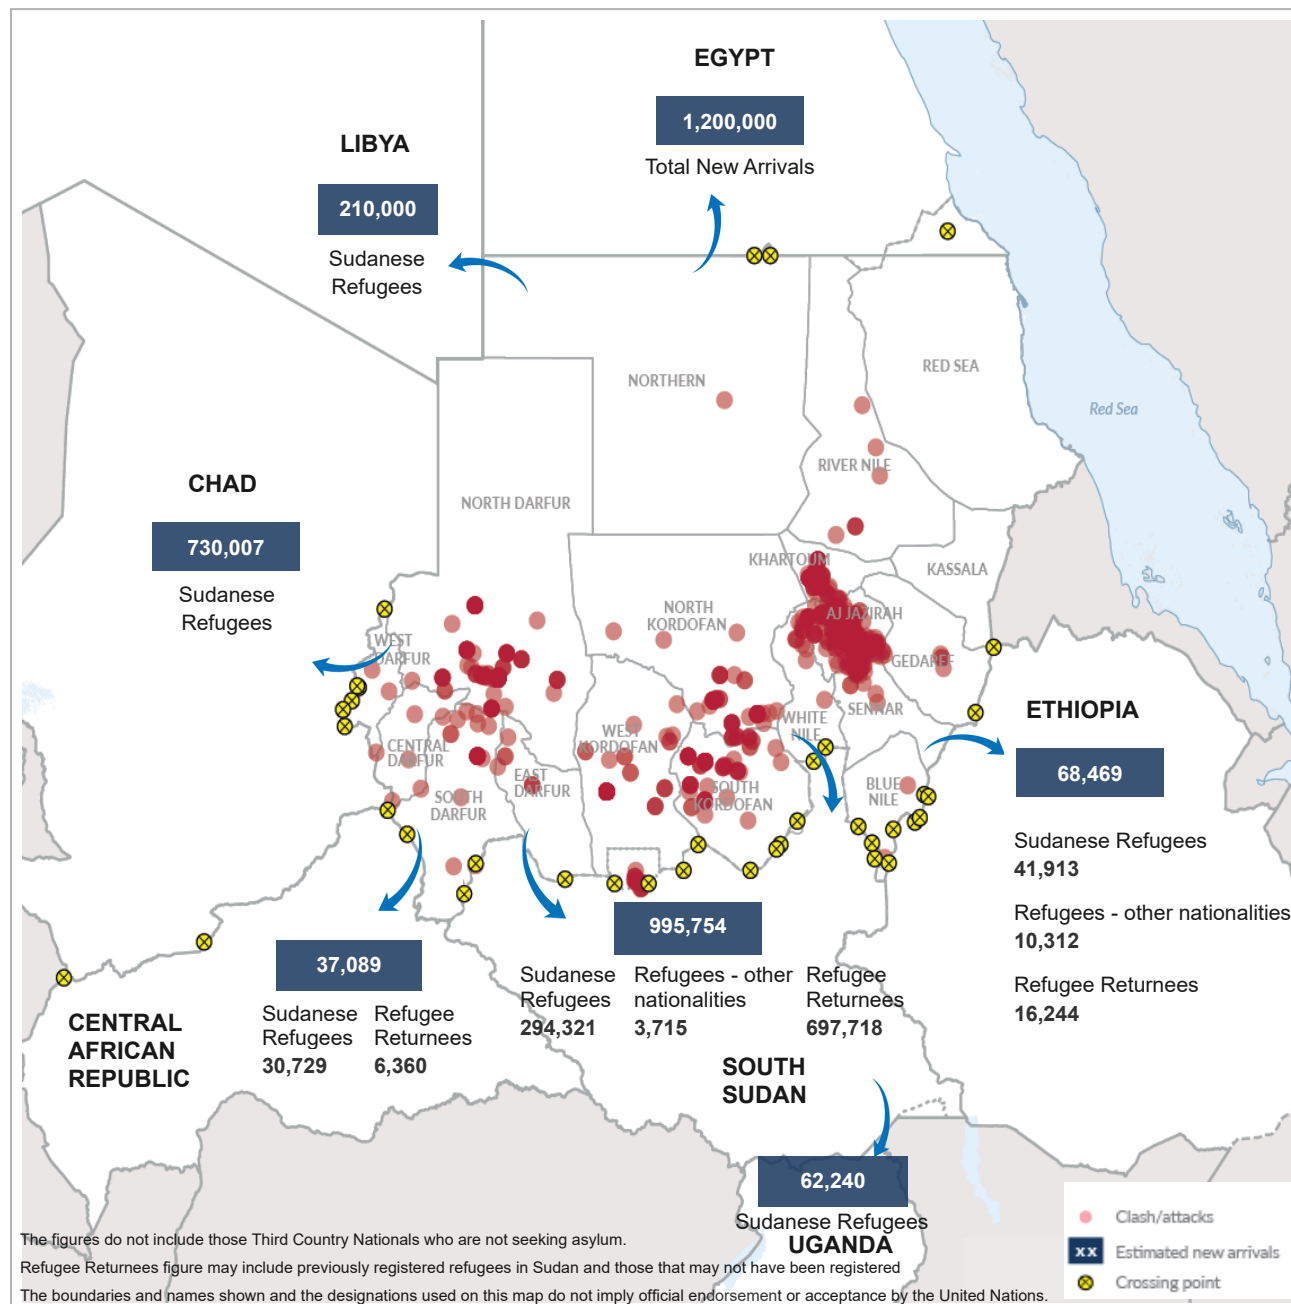 EGYPT
1,200,000
Total New Arrivals
LIBYA
210,000
Sudanese
Refugees
RED SEA
NORTHERN
Red Sea
RIVER NILE
CHAD
NORTH DARFUR
730,007
Sudanese
Refugees
KHARTOUM
KASSALA
NORTH
KORDOFAN
AJ JAZIRAH
WEST
DARFUR
GEDAREF
SENNAR
ETHIOPIA
WHITE
NILE
WEST
KORDOFAN
CENTRAL
DARFUR
68,469
EAST
DARFUR
BLUE
NILE
SOUTH
KORDOFAN
SOUTH
DARFUR
Sudanese Refugees
41,913
Refugees - other nationalities
10,312
Refugee Returnees
16,244
995,754
Sudanese
Refugees
294,321
Refugees - other
nationalities
3,715
Refugee
Returnees
697,718
37,089
Sudanese
Refugees
30,729
Refugee
Returnees
6,360
CENTRAL
AFRICAN
REPUBLIC
SOUTH
SUDAN
62,240
Sudanese Refugees
UGANDA
Clash/attacks
xx Estimated new arrivals
Crossing point
The figures do not include those Third Country Nationals who are not seeking asylum.
Refugee Returnees figure may include previously registered refugees in Sudan and those that may not have been registered
The boundaries and names shown and the designations used on this map do not imply official endorsement or acceptance by the United Nations.